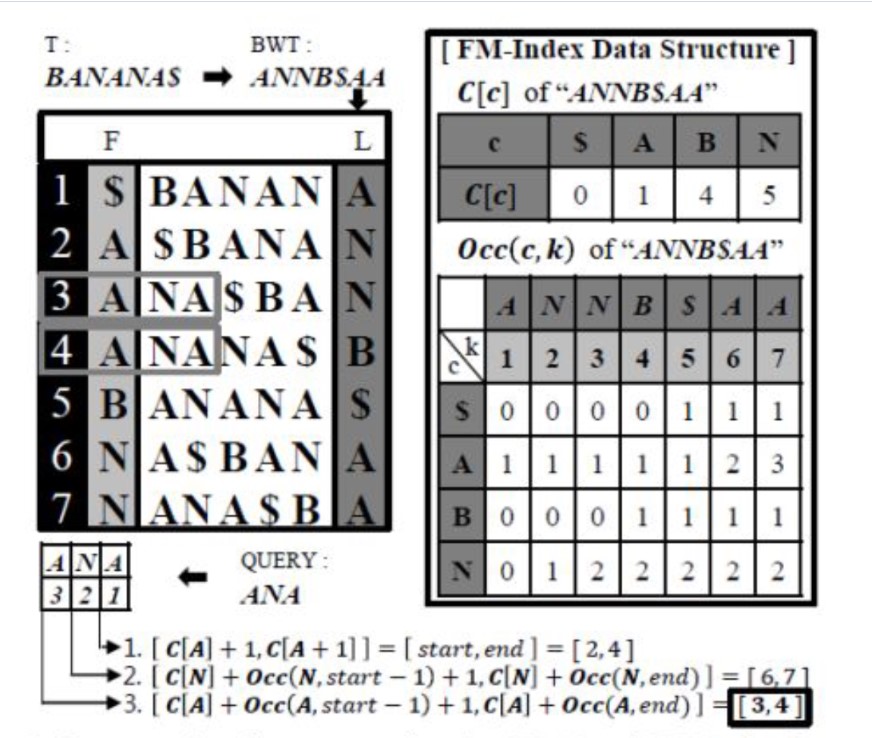 T :
BANANA$ ➡ ANNB$AA
BWT :
F L
1 $ BANAN A
2 A $BANA N
3 A NA$BA N
4 A NANA$ B
5 B ANANA $
6 N A$BAN A
7 N ANA$B A
A N A
3 2 1
QUERY :
ANA
[ FM-Index Data Structure ]
C[c] of “ANNB$AA”
c $ A B N
C[c] 0 1 4 5
Occ(c, k) of “ANNB$AA”
A N N B $ A A
c k 1 2 3 4 5 6 7
$ 0 0 0 0 1 1 1
A 1 1 1 1 1 2 3
B 0 0 0 1 1 1 1
N 0 1 2 2 2 2 2
1. [ C[A] + 1, C[A + 1] ] = [ start, end ] = [ 2, 4 ]
2. [ C[N] + Occ(N, start − 1) + 1, C[N] + Occ(N, end) ] = [ 6, 7 ]
3. [ C[A] + Occ(A, start − 1) + 1, C[A] + Occ(A, end) ] = [ 3, 4 ]